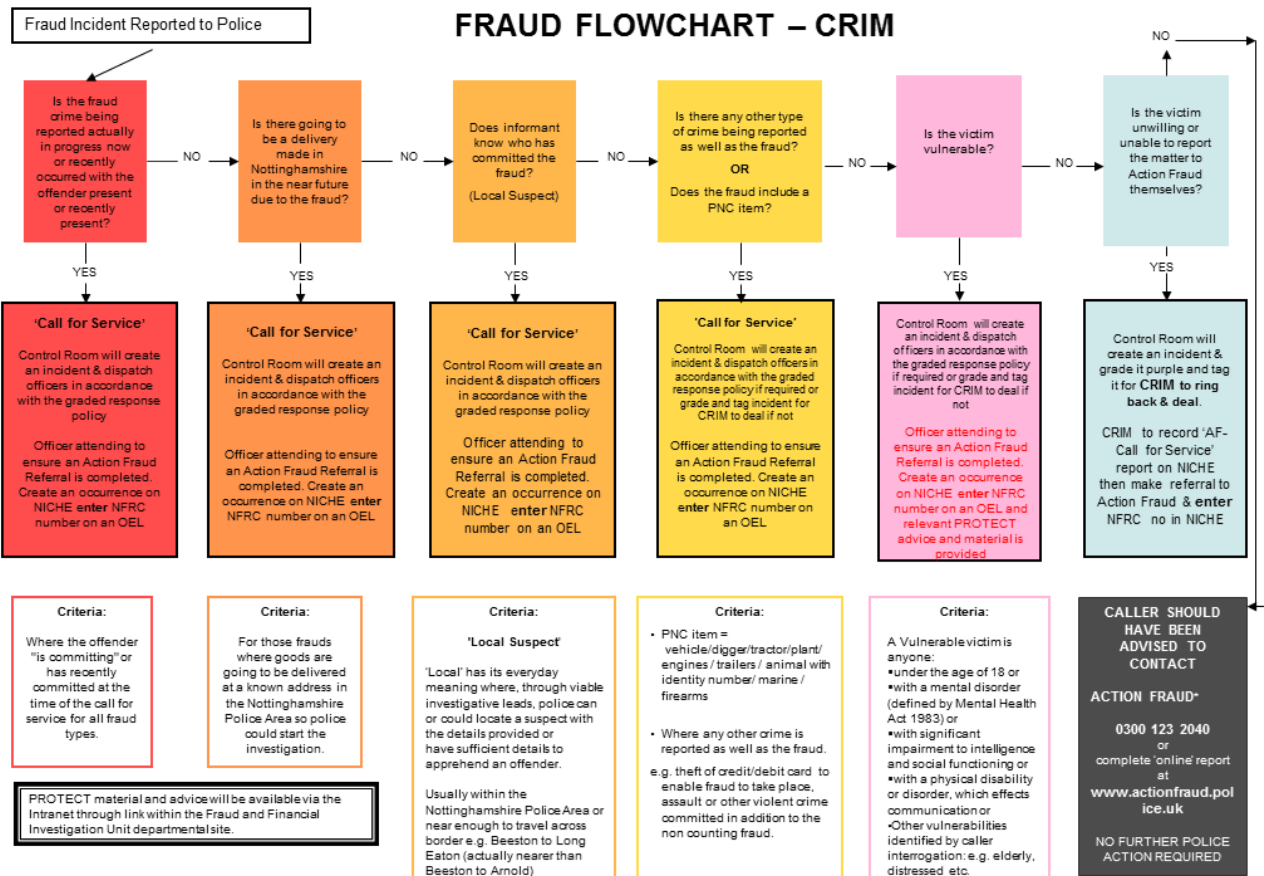 Fraud Incident Reported to Police
FRAUD FLOWCHART – CRIM
Is the fraud
crime being
reported actually
in progress now
or recently
occurred with the
offender present
or recently
present?
NO
Is there going to
be a delivery
made in
Nottinghamshire
in the near future
due to the fraud?
NO
Does informant
know who has
committed the
fraud?
(Local Suspect)
NO
Is there any other type
of crime being reported
as well as the fraud?
OR
Does the fraud include a
PNC item?
NO
Is the victim
vulnerable?
NO
Is the victim
unwilling or
unable to report
the matter to
Action Fraud
themselves?
NO
YES
YES
YES
YES
YES
YES
‘Call for Service’
Control Room will create
an incident & dispatch
officers in accordance
with the graded response
policy
Officer attending to
ensure an Action Fraud
Referral is completed.
Create an occurrence on
NICHE enter NFRC
number on an OEL
‘Call for Service’
Control Room will create an
incident & dispatch officers
in accordance with the
graded response policy
Officer attending to ensure
an Action Fraud Referral is
completed. Create an
occurrence on NICHE enter
NFRC number on an OEL
‘Call for Service’
Control Room will create an
incident & dispatch officers
in accordance with the
graded response policy
Officer attending to
ensure an Action Fraud
Referral is completed.
Create an occurrence on
NICHE enter NFRC
number on an OEL
'Call for Service'
Control Room will create an
incident & dispatch officers in
accordance with the graded
response policy if required or
grade and tag incident for
CRIM to deal if not
Officer attending to ensure
an Action Fraud Referral is
completed. Create an
occurrence on NICHE
enter NFRC number on
an OEL
Control Room will create
an incident & dispatch
officers in accordance with
the graded response policy
if required or grade and tag
incident for CRIM to deal if
not
Officer attending to
ensure an Action Fraud
Referral is completed.
Create an occurrence
on NICHE enter NFRC
number on an OEL and
relevant PROTECT
advice and material is
provided
Control Room will
create an incident &
grade it purple and tag
it for CRIM to ring
back & deal.
CRIM to record ‘AF-
Call for Service’
report on NICHE
then make referral to
Action Fraud & enter
NFRC no in NICHE
Criteria:
Where the offender
"is committing" or
has recently
committed at the
time of the call for
service for all fraud
types.
Criteria:
For those frauds
where goods are
going to be delivered
at a known address in
the Nottinghamshire
Police Area so police
could start the
investigation.
PROTECT material and advice will be available via the
Intranet through link within the Fraud and Financial
Investigation Unit departmental site.
Criteria:
'Local Suspect'
'Local' has its everyday
meaning where, through viable
investigative leads, police can
or could locate a suspect with
the details provided or
have sufficient details to
apprehend an offender.
Usually within the
Nottinghamshire Police Area or
near enough to travel across
border e.g. Beeston to Long
Eaton (actually nearer than
Beeston to Arnold)
Criteria:
• PNC item =
vehicle/digger/tractor/plant/
engines / trailers / animal with
identity number/ marine /
firearms
• Where any other crime is
reported as well as the fraud.
e.g. theft of credit/debit card to
enable fraud to take place,
assault or other violent crime
committed in addition to the
non counting fraud.
Criteria:
A Vulnerable victim is
anyone:
▪under the age of 18 or
▪with a mental disorder
(defined by Mental Health
Act 1983) or
▪with significant
impairment to intelligence
and social functioning or
▪with a physical disability
or disorder, which effects
communication or
•Other vulnerabilities
identified by caller
interrogation: e.g. elderly,
distressed etc.
CALLER SHOULD
HAVE BEEN
ADVISED TO
CONTACT
ACTION FRAUD*
0300 123 2040
or
complete 'online' report
at
www.actionfraud.pol
ice.uk
NO FURTHER POLICE
ACTION REQUIRED